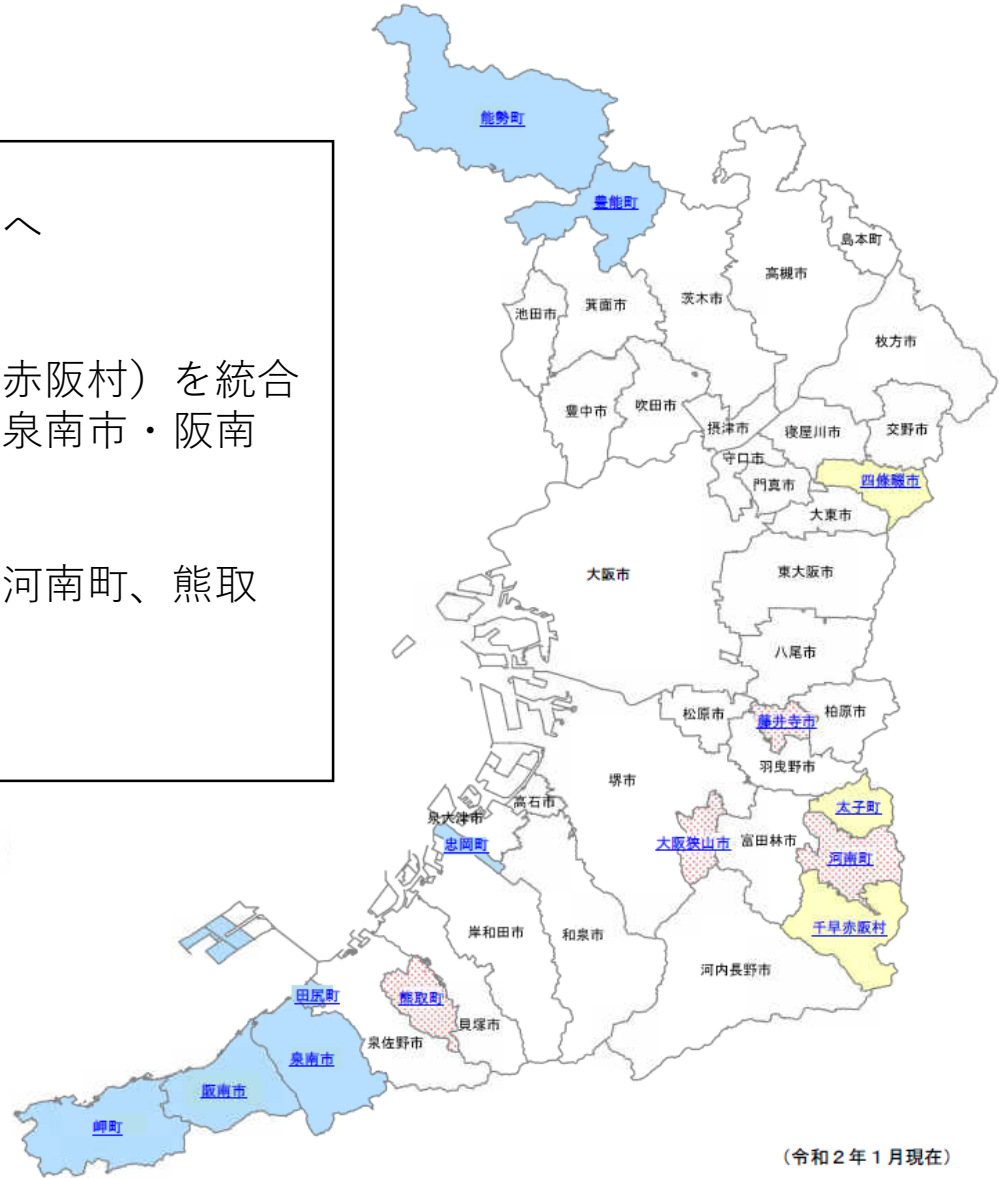 へ
赤阪村）を統合
泉南市・阪南
河南町、熊取
能勢町
豊能町
島本町
高槻市
茨木市
箕面市
池田市
枚方市
豊中市
吹田市
摂津市
寝屋川市
交野市
守口市
門真市
四條畷市
大東市
大阪市
東大阪市
八尾市
松原市
藤井寺市
柏原市
羽曳野市
堺市
高石市
泉大津市
忠岡町
大阪狭山市
富田林市
太子町
河南町
千早赤阪村
岸和田市
和泉市
河内長野市
田尻町
熊取町
貝塚市
泉佐野市
泉南市
阪南市
岬町
（令和２年１月現在）